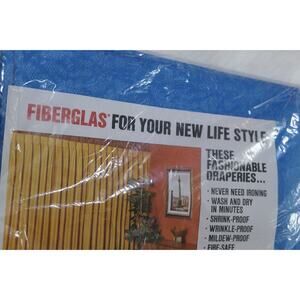 FIBERGLAS® FOR YOUR NEW LIFE STYLE
THESE
FASHIONABLE
DRAPERIES...
• NEVER NEED IRONING
• WASH AND DRY
IN MINUTES
• SHRINK-PROOF
• WRINKLE-PROOF
• MILDEW-PROOF
• FIRE-SAFE